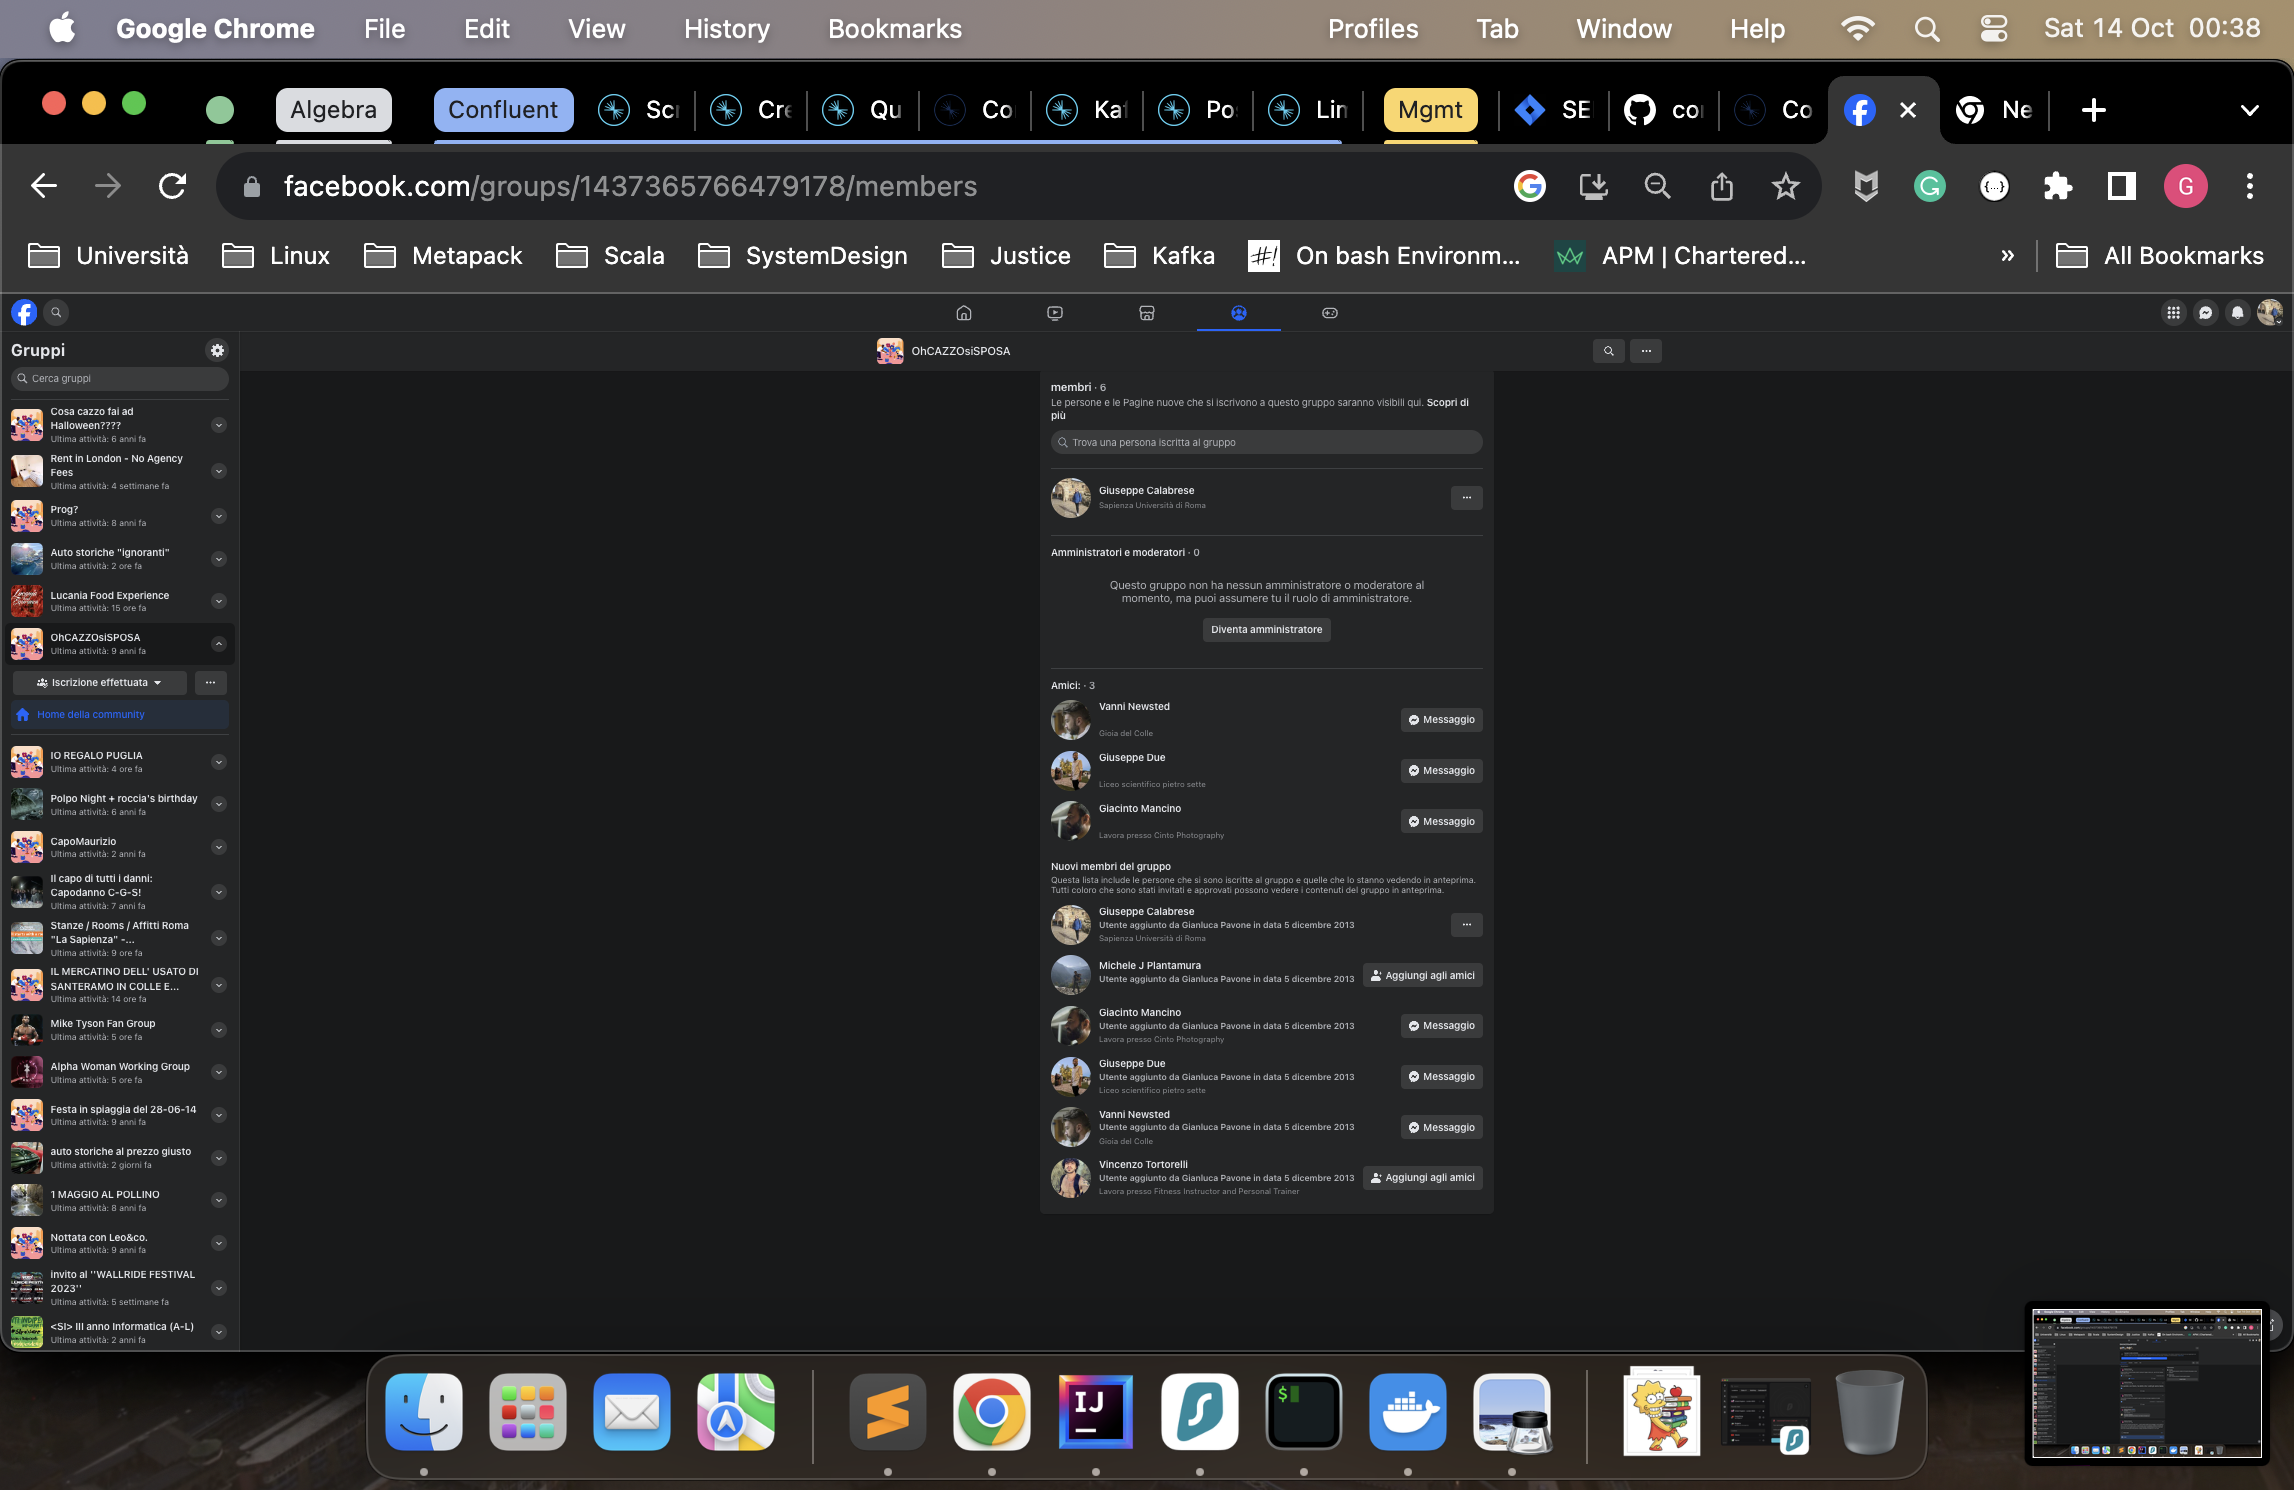 Google Chrome File Edit View History Bookmarks Profiles Tab Window Help Sat 14 Oct 00:38
Algebra Confluent Cre Qu Co Po Lin Mgmt SE co Co Ne
facebook.com/groups/1437365766479178/members
G
Università Linux Metapack Scala SystemDesign Justice Kafka On bash Environm... APM | Chartered... » All Bookmarks
Gruppi
Cerca gruppi
Cosa cazzo fai ad
Halloween????
Ultima attività: 6 anni fa
Rent in London - No Agency
Fees
Ultima attività: 4 settimane fa
Prog?
Ultima attività: 8 anni fa
Auto storiche "ignoranti"
Ultima attività: 2 ore fa
Lucania Food Experience
Ultima attività: 15 ore fa
OhCAZZOsiSPOSA
Ultima attività: 9 anni fa
Iscrizione effettuata
Home della community
IO REGALO PUGLIA
Ultima attività: 4 ore fa
Polpo Night + roccia's birthday
Ultima attività: 6 anni fa
CapoMaurizio
Ultima attività: 2 anni fa
Il capo di tutti i danni:
Capodanno C-G-S!
Ultima attività: 7 anni fa
Stanze / Rooms / Affitti Roma
"La Sapienza" -...
Ultima attività: 9 ore fa
IL MERCATINO DELL' USATO DI
SANTERAMO IN COLLE E...
Ultima attività: 14 ore fa
Mike Tyson Fan Group
Ultima attività: 5 ore fa
Alpha Woman Working Group
Ultima attività: 5 ore fa
Festa in spiaggia del 28-06-14
Ultima attività: 9 anni fa
auto storiche al prezzo giusto
Ultima attività: 2 giorni fa
1 MAGGIO AL POLLINO
Ultima attività: 8 anni fa
Nottata con Leo&co.
Ultima attività: 9 anni fa
invito al ''WALLRIDE FESTIVAL
2023''
Ultima attività: 5 settimane fa
<SI> III anno Informatica (A-L)
Ultima attività: 2 anni fa
OhCAZZOsiSPOSA
membri · 6
Le persone e le Pagine nuove che si iscrivono a questo gruppo saranno visibili qui. Scopri di
più
Trova una persona iscritta al gruppo
Giuseppe Calabrese
Sapienza Università di Roma
Amministratori e moderatori · 0
Questo gruppo non ha nessun amministratore o moderatore al
momento, ma puoi assumere tu il ruolo di amministratore.
Diventa amministratore
Amici: · 3
Vanni Newsted
Gioia del Colle
Messaggio
Giuseppe Due
Liceo scientifico pietro sette
Messaggio
Giacinto Mancino
Lavora presso Cinto Photography
Messaggio
Nuovi membri del gruppo
Questa lista include le persone che si sono iscritte al gruppo e quelle che lo stanno vedendo in anteprima.
Tutti coloro che sono stati invitati e approvati possono vedere i contenuti del gruppo in anteprima.
Giuseppe Calabrese
Utente aggiunto da Gianluca Pavone in data 5 dicembre 2013
Sapienza Università di Roma
Michele J Plantamura
Utente aggiunto da Gianluca Pavone in data 5 dicembre 2013
Aggiungi agli amici
Giacinto Mancino
Utente aggiunto da Gianluca Pavone in data 5 dicembre 2013
Lavora presso Cinto Photography
Messaggio
Giuseppe Due
Utente aggiunto da Gianluca Pavone in data 5 dicembre 2013
Liceo scientifico pietro sette
Messaggio
Vanni Newsted
Utente aggiunto da Gianluca Pavone in data 5 dicembre 2013
Gioia del Colle
Messaggio
Vincenzo Tortorelli
Utente aggiunto da Gianluca Pavone in data 5 dicembre 2013
Lavora presso Fitness Instructor and Personal Trainer
Aggiungi agli amici
IJ
$